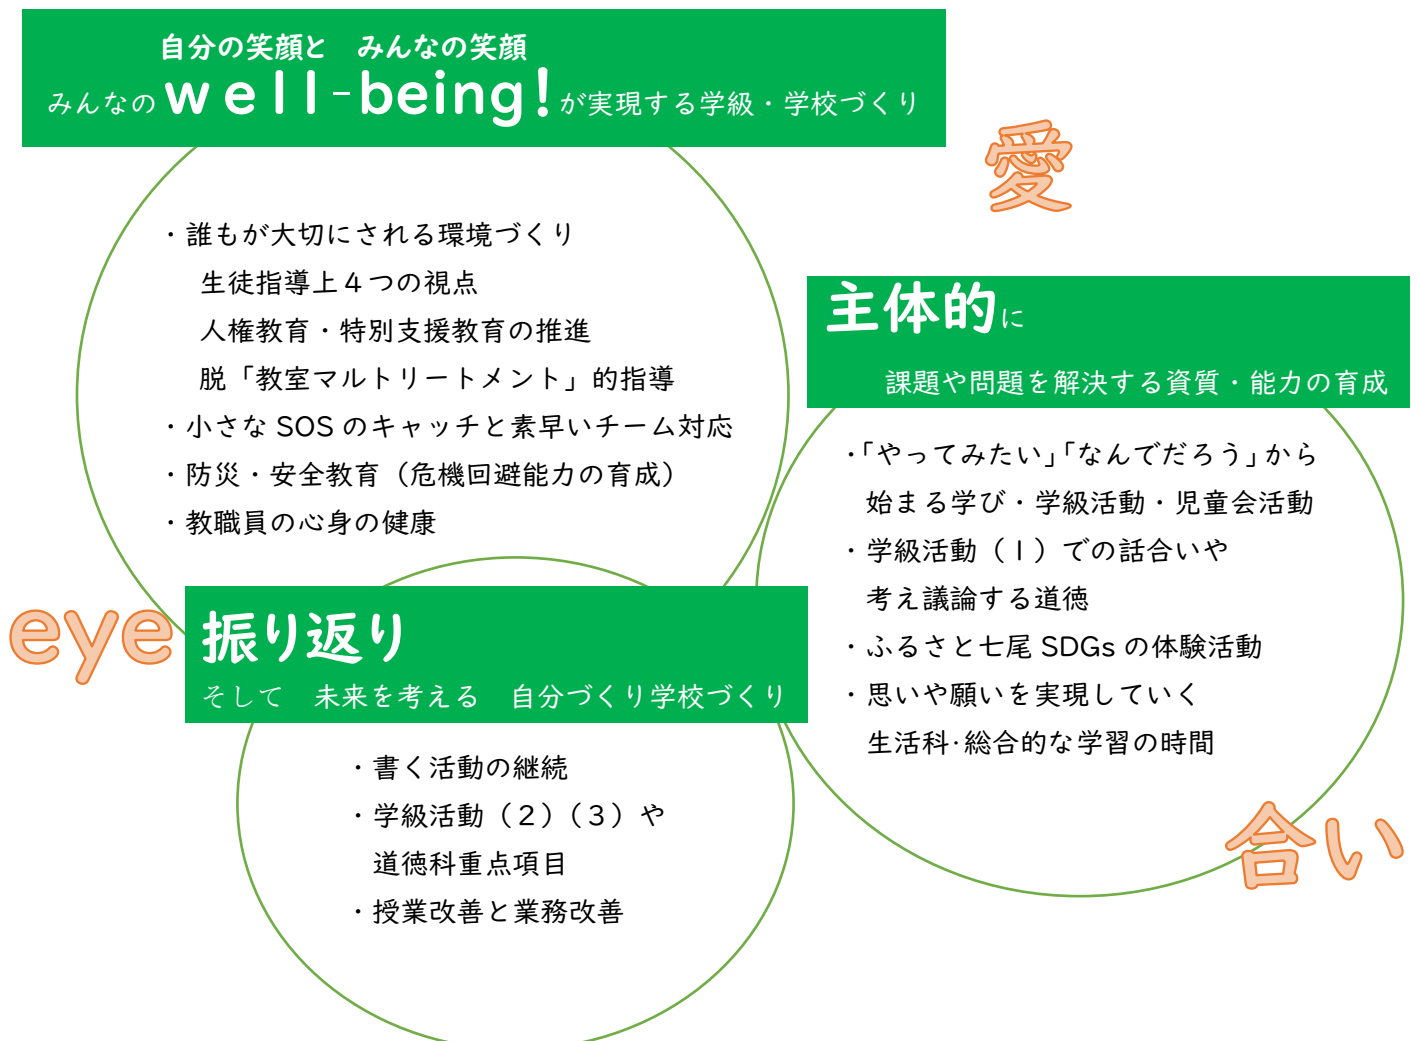 自分の笑顔と　みんなの笑顔
みんなのｗｅｌｌ-being！が実現する学級・学校づくり
愛
・誰もが大切にされる環境づくり
生徒指導上４つの視点
人権教育・特別支援教育の推進
脱「教室マルトリートメント」的指導
・小さな SOS のキャッチと素早いチーム対応
・防災・安全教育（危機回避能力の育成）
・教職員の心身の健康
主体的に
課題や問題を解決する資質・能力の育成
・「やってみたい」「なんでだろう」から
始まる学び・学級活動・児童会活動
・学級活動（１）での話合いや
考え議論する道徳
・ふるさと七尾 SDGs の体験活動
・思いや願いを実現していく
生活科･総合的な学習の時間
合い
eye
振り返り
そして　未来を考える　自分づくり学校づくり
・書く活動の継続
・学級活動（２）（３）や
道徳科重点項目
・授業改善と業務改善